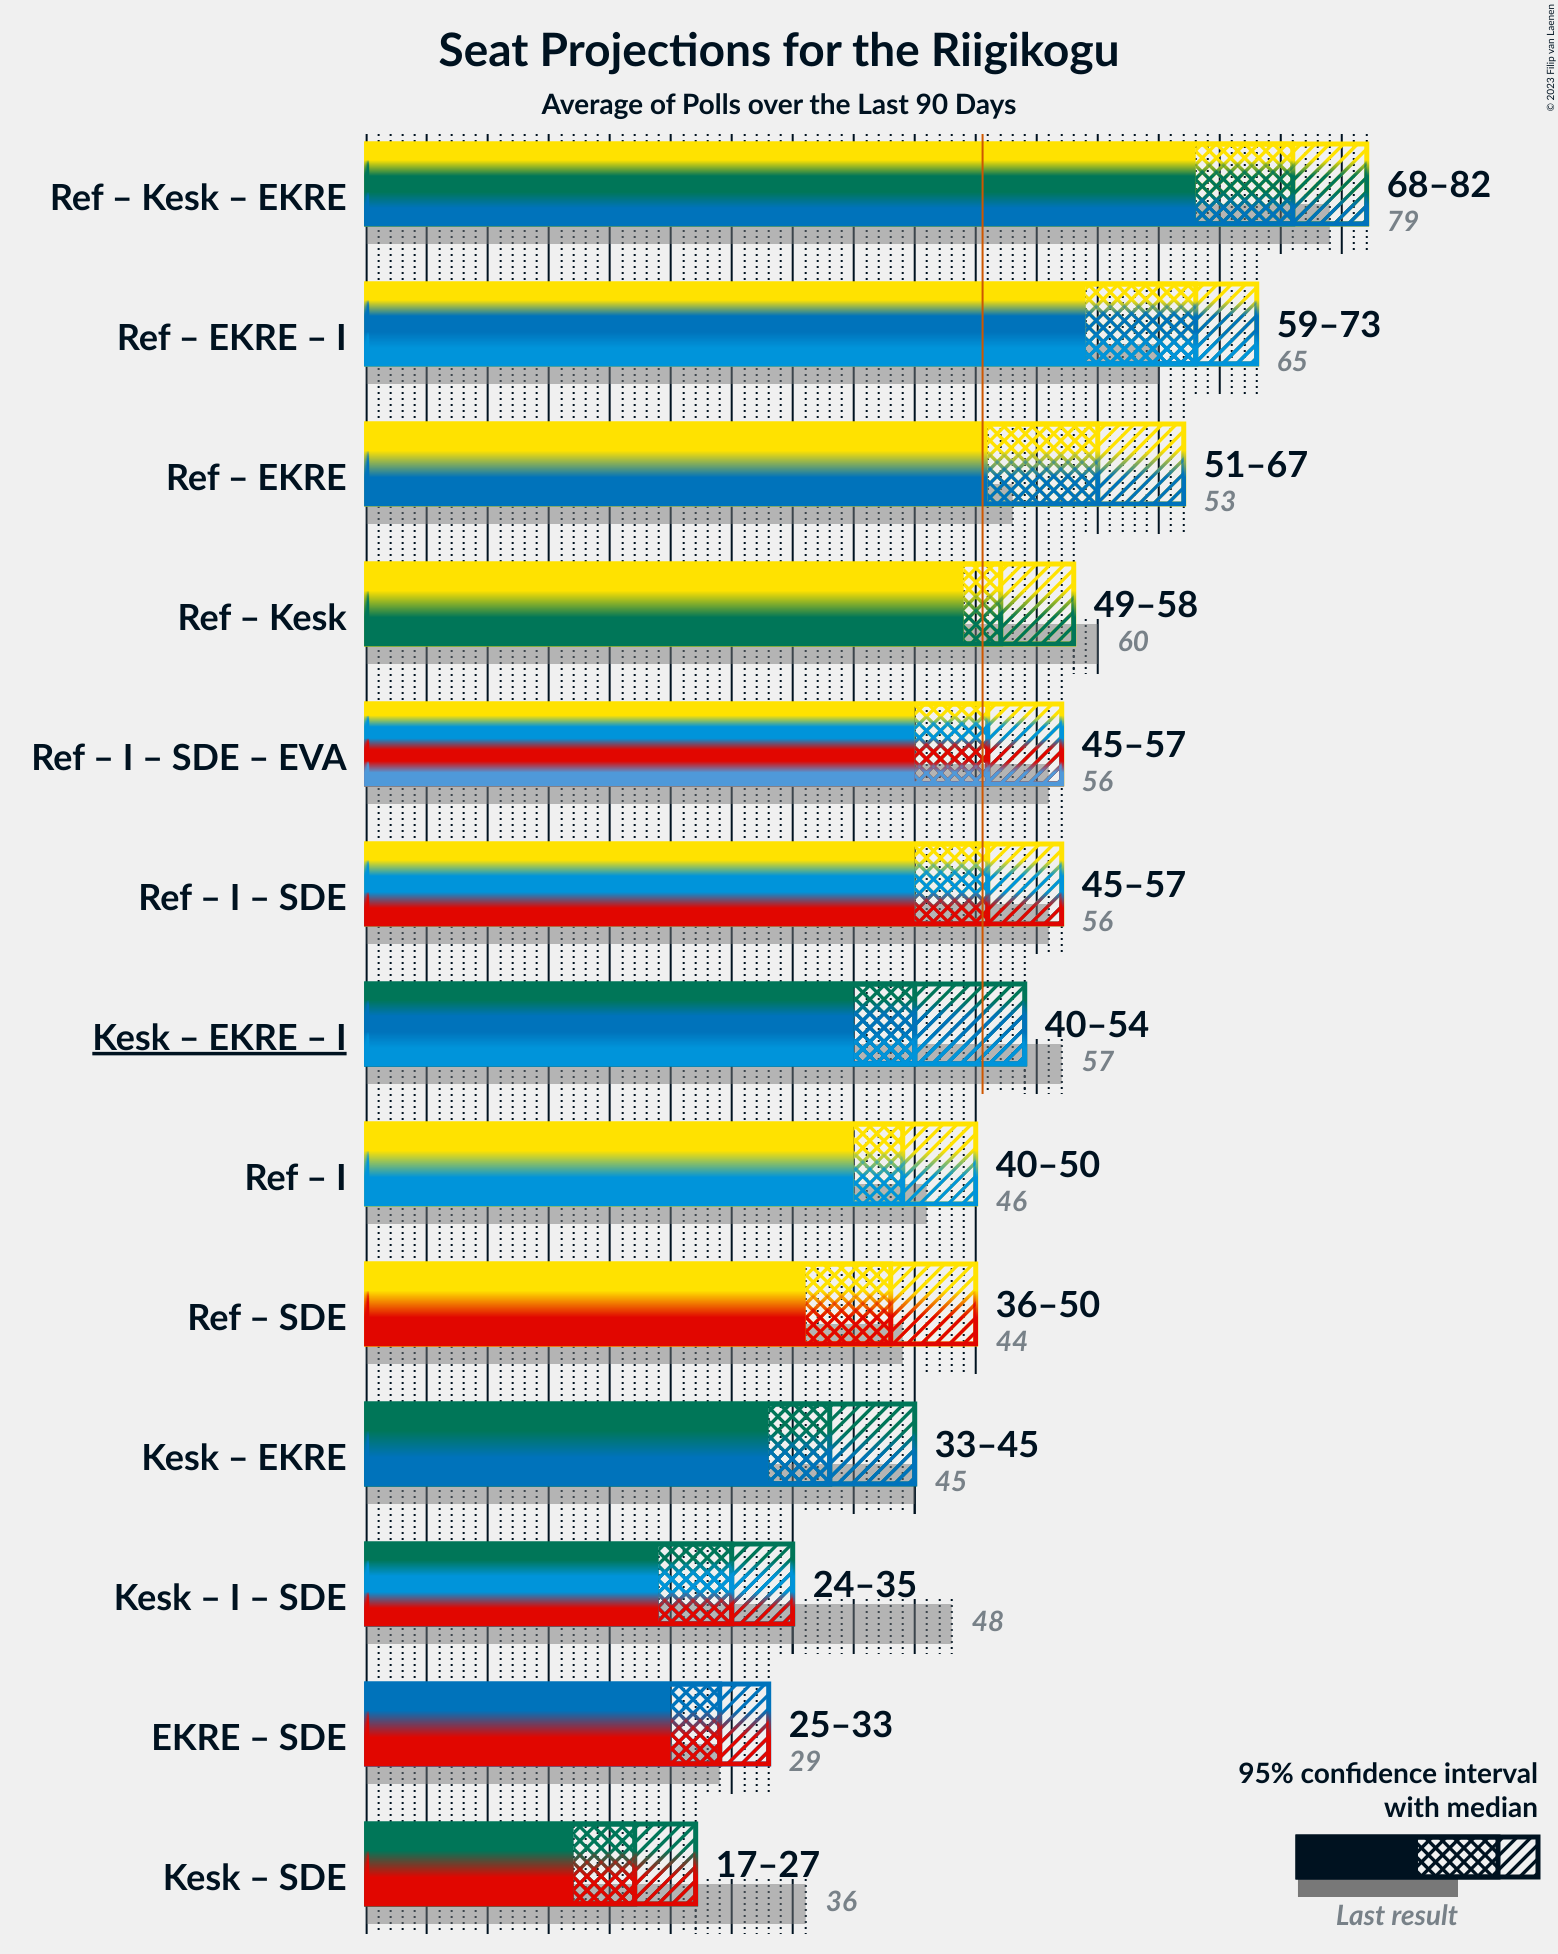 Seat Projections for the Riigikogu
Average of Polls over the Last 90 Days
© 2023 Filip van Laenen
Ref – Kesk – EKRE
68–82
79
Ref – EKRE – I
59–73
65
Ref – EKRE
51–67
53
Ref – Kesk
49–58
60
Ref – I – SDE – EVA
45–57
56
Ref – I – SDE
45–57
56
Kesk – EKRE – I
40–54
57
Ref – I
40–50
46
Ref – SDE
36–50
44
Kesk – EKRE
33–45
45
Kesk – I – SDE
24–35
48
EKRE – SDE
25–33
29
Kesk – SDE
17–27
36
95% confidence interval
with median
Last result